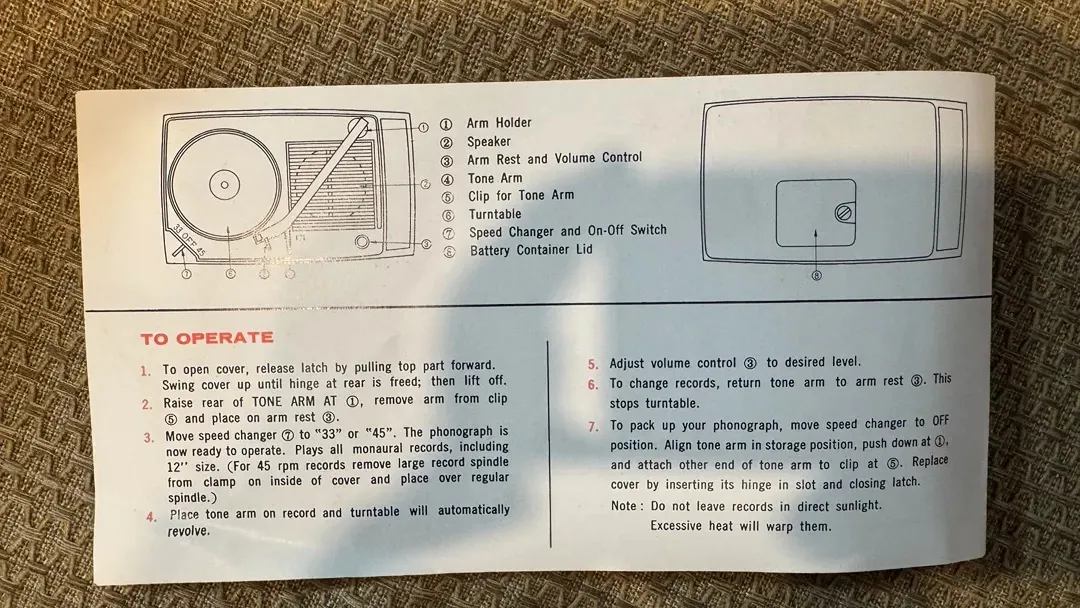 ① Arm Holder
② Speaker
③ Arm Rest and Volume Control
④ Tone Arm
⑤ Clip for Tone Arm
⑥ Turntable
⑦ Speed Changer and On-Off Switch
⑧ Battery Container Lid
①
②
③
33 OFF 45
⑦ ⑥
⑧
TO OPERATE
1. To open cover, release latch by pulling top part forward.
Swing cover up until hinge at rear is freed; then lift off.
2. Raise rear of TONE ARM AT ①, remove arm from clip
⑤ and place on arm rest ③.
3. Move speed changer ⑦ to "33" or "45". The phonograph is
now ready to operate. Plays all monaural records, including
12'' size. (For 45 rpm records remove large record spindle
from clamp on inside of cover and place over regular
spindle.)
4. Place tone arm on record and turntable will automatically
revolve.
5. Adjust volume control ③ to desired level.
6. To change records, return tone arm to arm rest ③. This
stops turntable.
7. To pack up your phonograph, move speed changer to OFF
position. Align tone arm in storage position, push down at ①,
and attach other end of tone arm to clip at ⑤. Replace
cover by inserting its hinge in slot and closing latch.
Note : Do not leave records in direct sunlight.
Excessive heat will warp them.